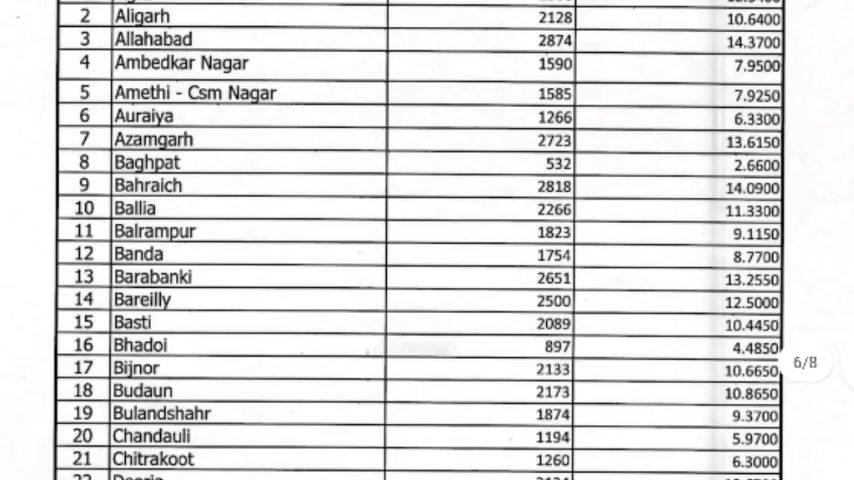 2 Aligarh 2128 10.6400
3 Allahabad 2874 14.3700
4 Ambedkar Nagar 1590 7.9500
5 Amethi - Csm Nagar 1585 7.9250
6 Auraiya 1266 6.3300
7 Azamgarh 2723 13.6150
8 Baghpat 532 2.6600
9 Bahraich 2818 14.0900
10 Ballia 2266 11.3300
11 Balrampur 1823 9.1150
12 Banda 1754 8.7700
13 Barabanki 2651 13.2550
14 Bareilly 2500 12.5000
15 Basti 2089 10.4450
16 Bhadoi 897 4.4850
6/8
17 Bijnor 2133 10.6650
18 Budaun 2173 10.8650
19 Bulandshahr 1874 9.3700
20 Chandauli 1194 5.9700
21 Chitrakoot 1260 6.3000